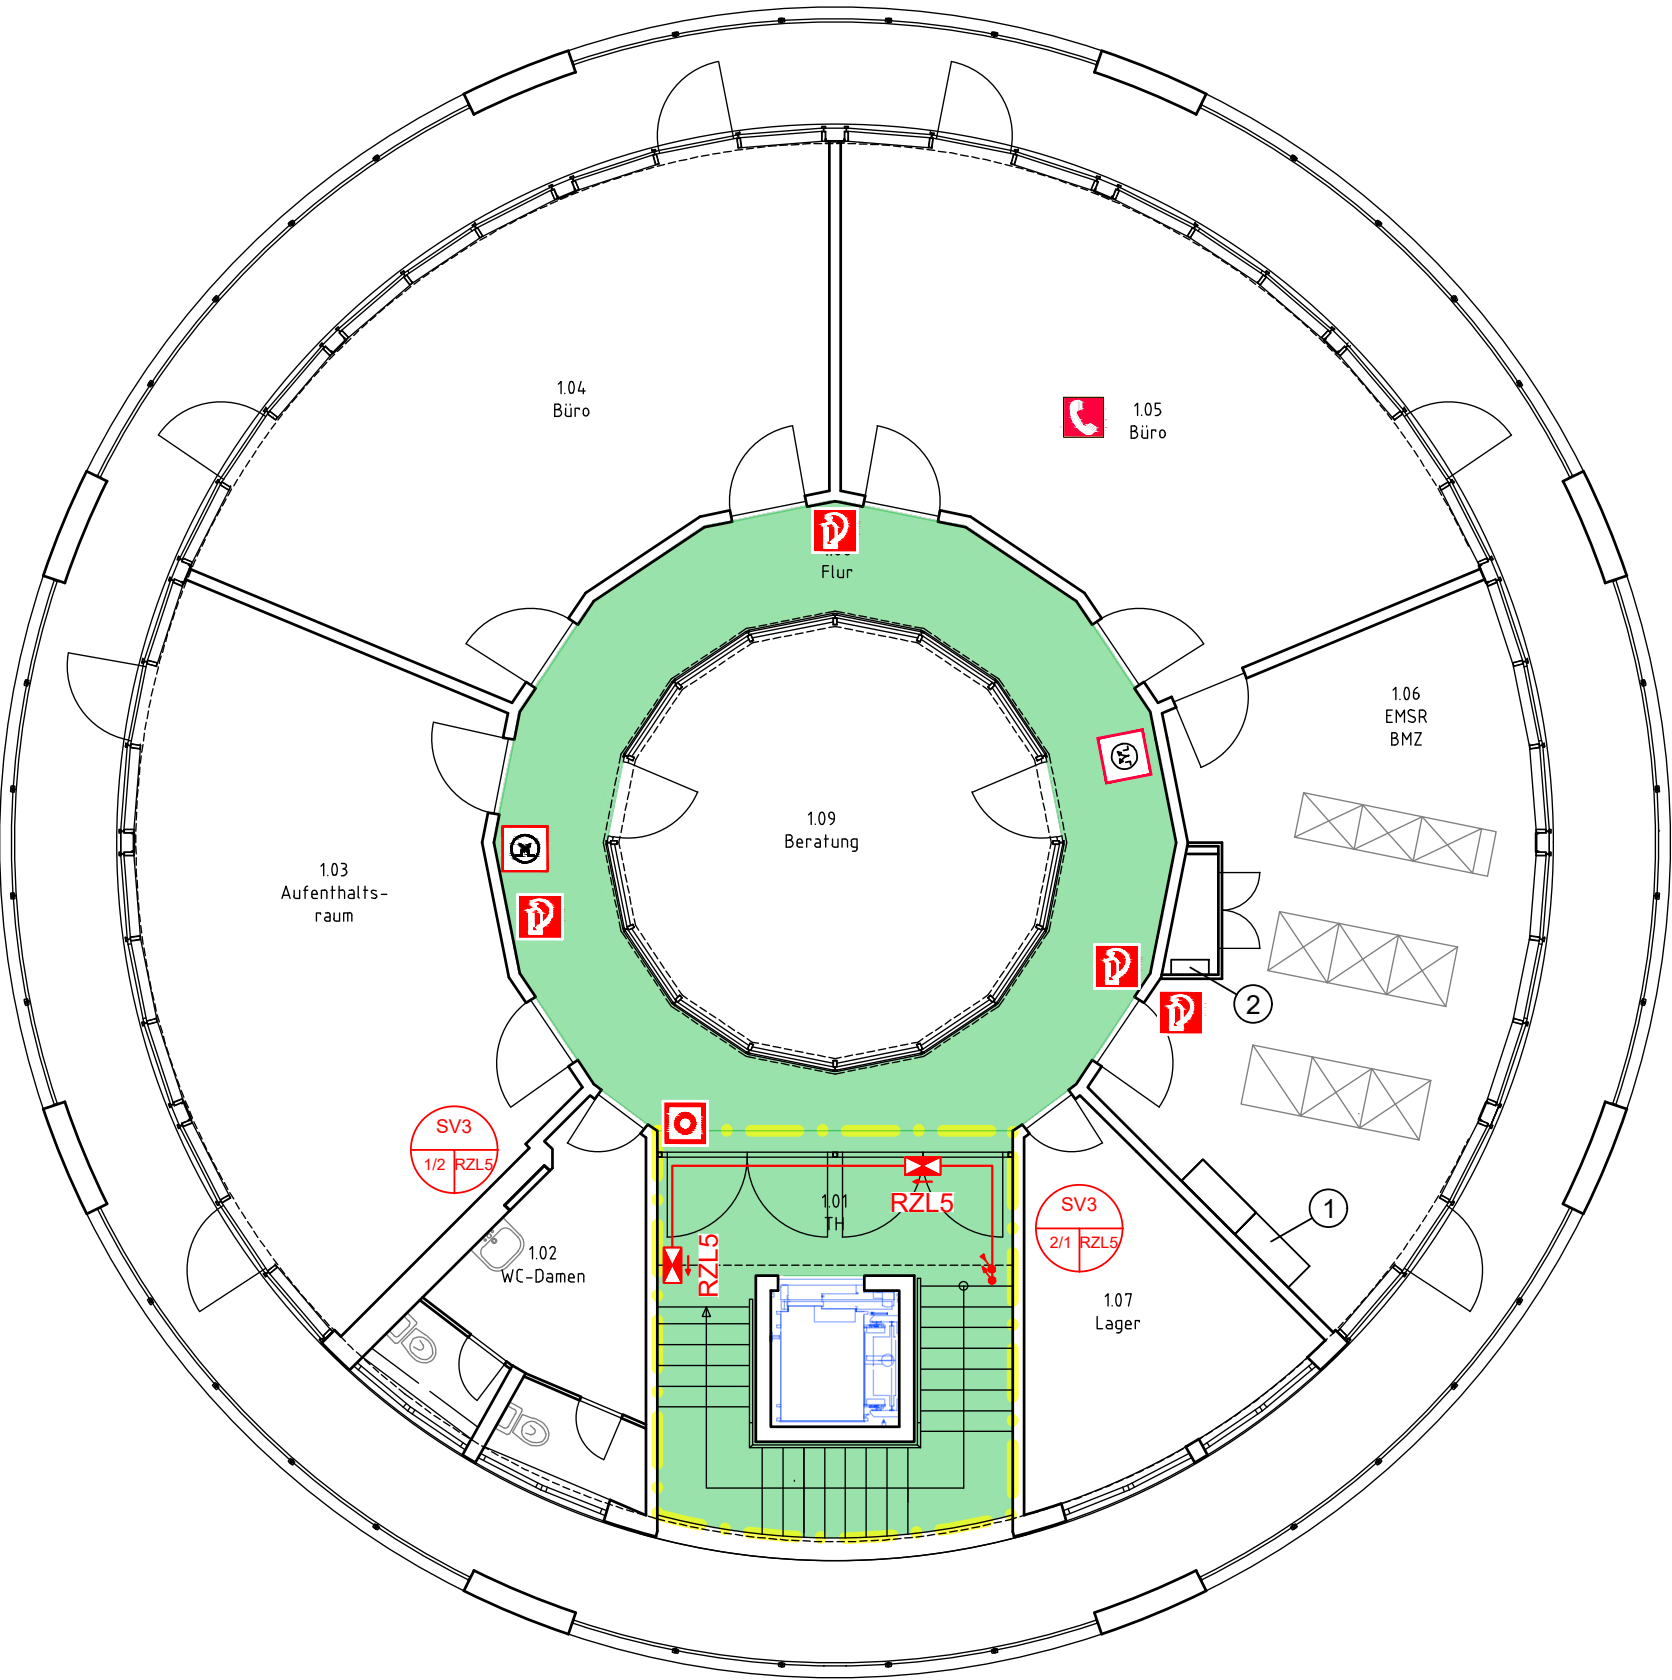 1.04
Büro
1.05
Büro
Flur
1.06
EMSR
BMZ
1.09
Beratung
1.03
Aufenthalts-
raum
2
SV3
1/2 RZL5
1.01
TH
RZL5
RZL5
SV3
2/1 RZL5
1
1.02
WC-Damen
1.07
Lager